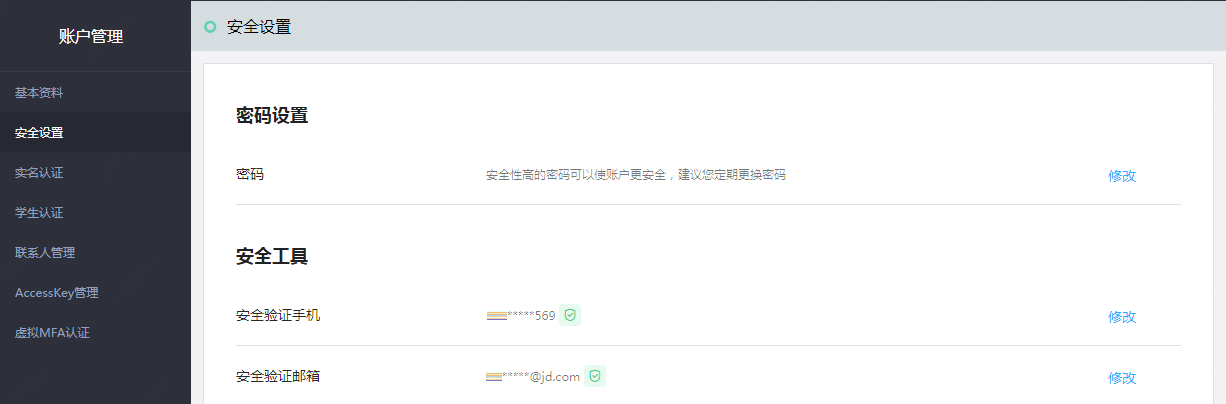 账户管理
基本资料
安全设置
实名认证
学生认证
联系人管理
AccessKey管理
虚拟MFA认证
安全设置
密码设置
密码 安全性高的密码可以使账户更安全，建议您定期更换密码 修改
安全工具
安全验证手机 *****569 修改
安全验证邮箱 *****@jd.com 修改